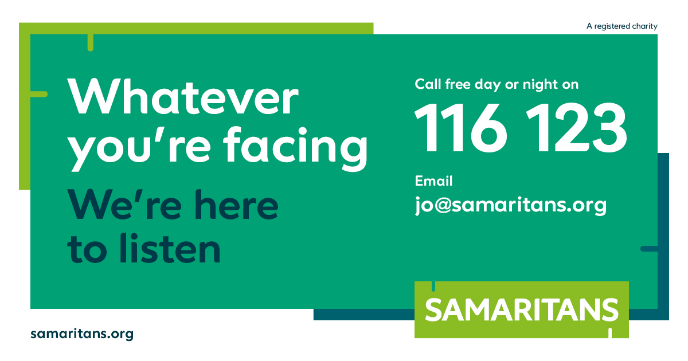 A registered charity
Whatever
you're facing
We're here
to listen
Call free day or night on
116 123
Email
jo@samaritans.org
SAMARITANS
samaritans.org